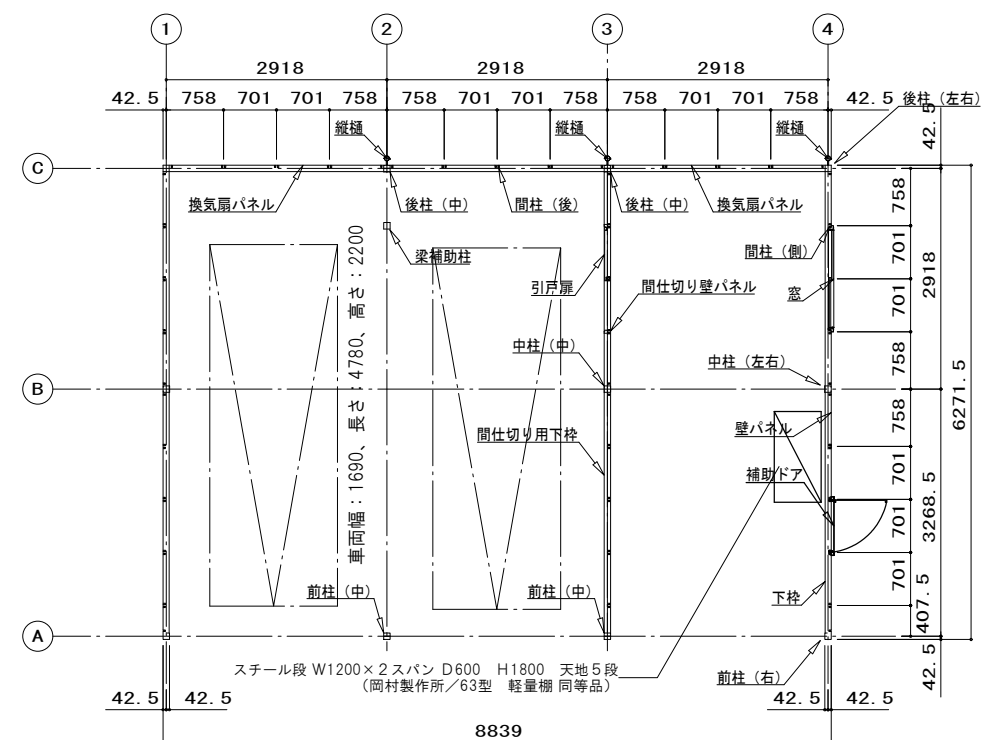 1 2 3 4
2918 2918 2918
42.5 758 701 701 758 758 701 701 758 758 701 701 758 42.5 後柱（左右）
42.5
縦樋 縦樋 縦樋
C
換気扇パネル 後柱（中） 間柱（後） 後柱（中） 換気扇パネル
758
梁補助柱 間柱（側）
701
2918
引戸扉 間仕切り壁パネル 窓
701
車両幅：1690、長さ：4780、高さ：2200
中柱（中） 中柱（左右）
758
B
6271.5
758
間仕切り用下枠 壁パネル
701
補助ドア
3268.5
701
前柱（中） 前柱（中） 下枠
701
407.5
A
スチール段 W1200×2スパン D600 H1800 天地5段
（岡村製作所／63型 軽量棚 同等品）
前柱（右）
42.5
42.5 42.5 42.5 42.5
8839